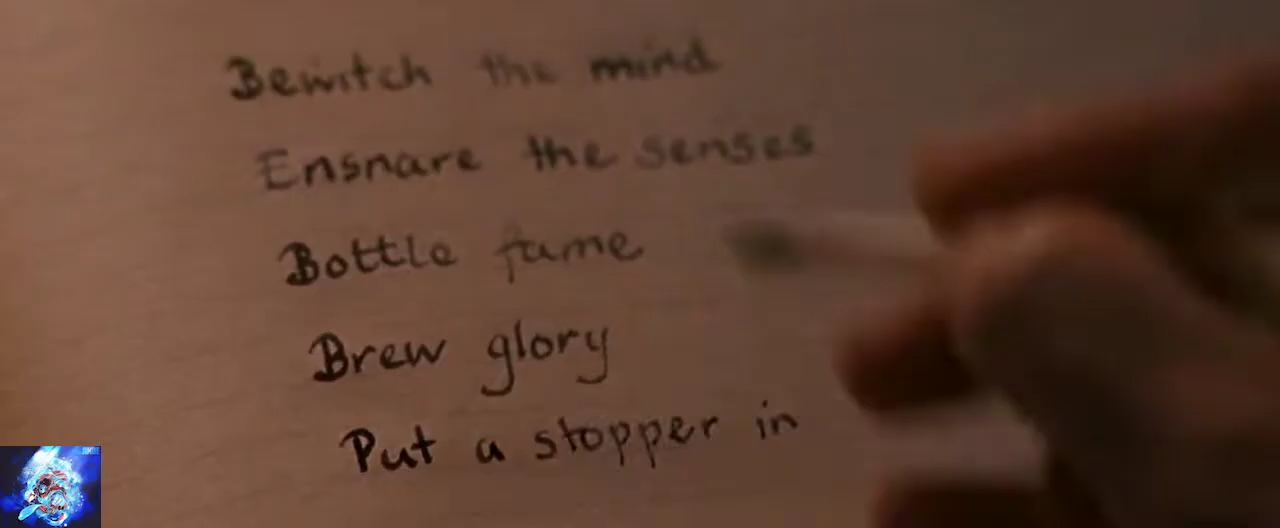 Bewitch the mind
Ensnare the senses
Bottle fame
Brew glory
Put a stopper in